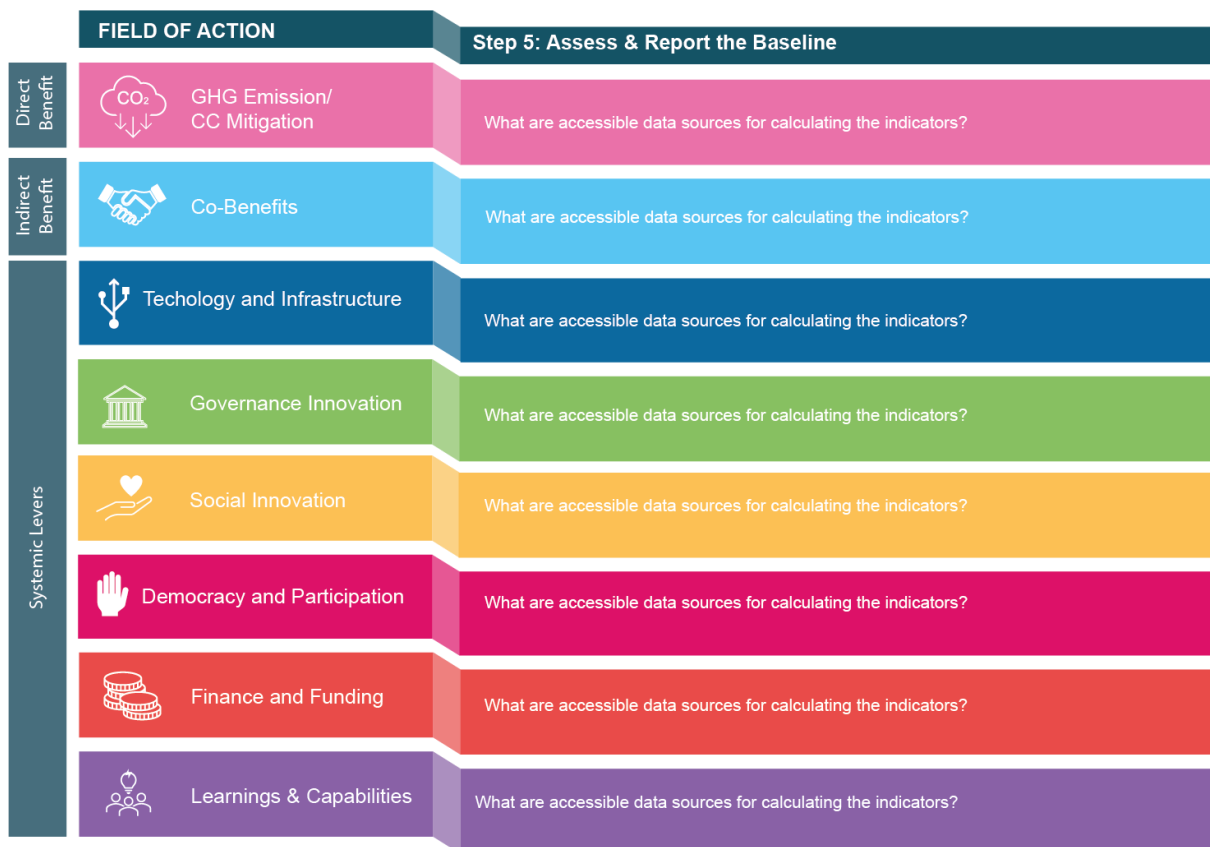 FIELD OF ACTION
Step 5: Assess & Report the Baseline
Direct
Benefit
CO₂
GHG Emission/
CC Mitigation
What are accessible data sources for calculating the indicators?
Indirect
Benefit
Co-Benefits
What are accessible data sources for calculating the indicators?
Systemic Levers
Techology and Infrastructure
What are accessible data sources for calculating the indicators?
Governance Innovation
What are accessible data sources for calculating the indicators?
Social Innovation
What are accessible data sources for calculating the indicators?
Democracy and Participation
What are accessible data sources for calculating the indicators?
Finance and Funding
What are accessible data sources for calculating the indicators?
Learnings & Capabilities
What are accessible data sources for calculating the indicators?